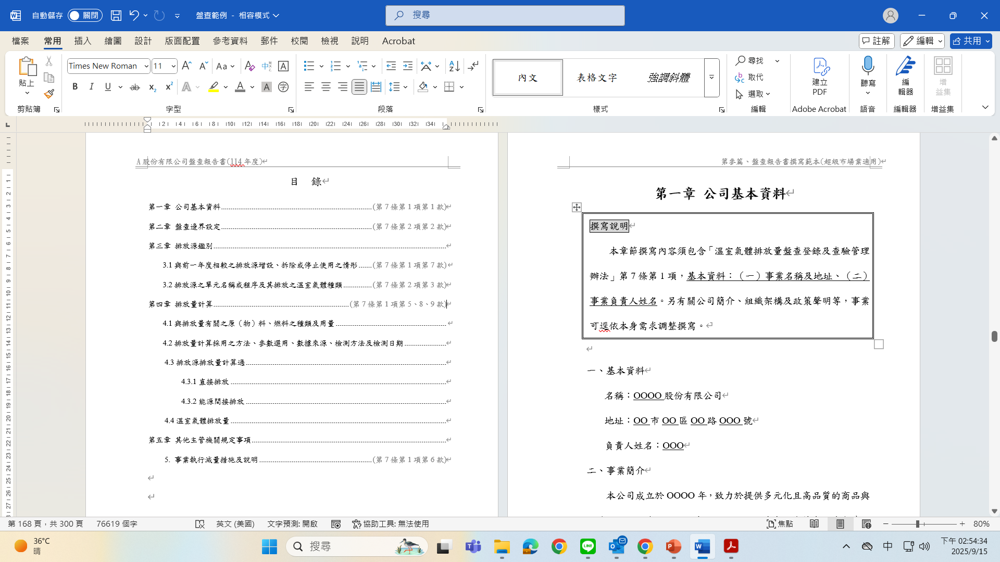 自動儲存 關閉 盤查範例 - 相容模式 搜尋
檔案 常用 插入 繪圖 設計 版面配置 參考資料 郵件 校閱 檢視 說明 Acrobat 註解 編輯 共用
貼上 Times New Roman 11 內文 表格文字 強調斜體 尋找 取代 選取 建立 PDF 聽寫 編輯器 增益集
剪貼簿 字型 段落 樣式 編輯 Adobe Acrobat 語音 編輯器 增益集
A 股份有限公司盤查報告書(114 年度)
目 錄
第一章 公司基本資料(第 7 條第 1 項第 1 款)
第二章 盤查邊界設定(第 7 條第 2 項第 2 款)
第三章 排放源鑑別
3.1 與前一年度相較之排放源增設、拆除或停止使用之情形(第 7 條第 1 項第 7 款)
3.2 排放源之單元名稱或程序及其排放之溫室氣體種類(第 7 條第 2 項第 3 款)
第四章 排放量計算(第 7 條第 1 項第 5、8、9 款)
4.1 與排放量有關之原（物）料、燃料之種類及用量
4.2 排放量計算採用之方法、參數選用、數據來源、檢測方法及檢測日期
4.3 排放源排放量計算過
4.3.1 直接排放
4.3.2 能源間接排放
4.4 溫室氣體排放量
第五章 其他主管機關規定事項
5. 事業執行減量措施及說明(第 7 條第 1 項第 6 款)
第參篇、盤查報告書撰寫範本(超級市場業適用)
第一章 公司基本資料
撰寫說明
本章節撰寫內容須包含「溫室氣體排放量盤查登錄及查驗管理
辦法」第 7 條第 1 項，基本資料：（一）事業名稱及地址、（二）
事業負責人姓名。另有關公司簡介、組織架構及政策聲明等，事業
可逕依本身需求調整撰寫。
一、基本資料
名稱：OOOO 股份有限公司
地址：OO 市 OO 區 OO 路 OOO 號
負責人姓名：OOO
二、事業簡介
本公司成立於 OOOO 年，致力於提供多元化且高品質的商品與
第 168 頁，共 300 頁 76619 個字 英文 (美國) 文字預測: 開啟 協助工具: 無法使用 焦點 80%
36°C
晴
搜尋
中
下午 02:54:34
2025/9/15